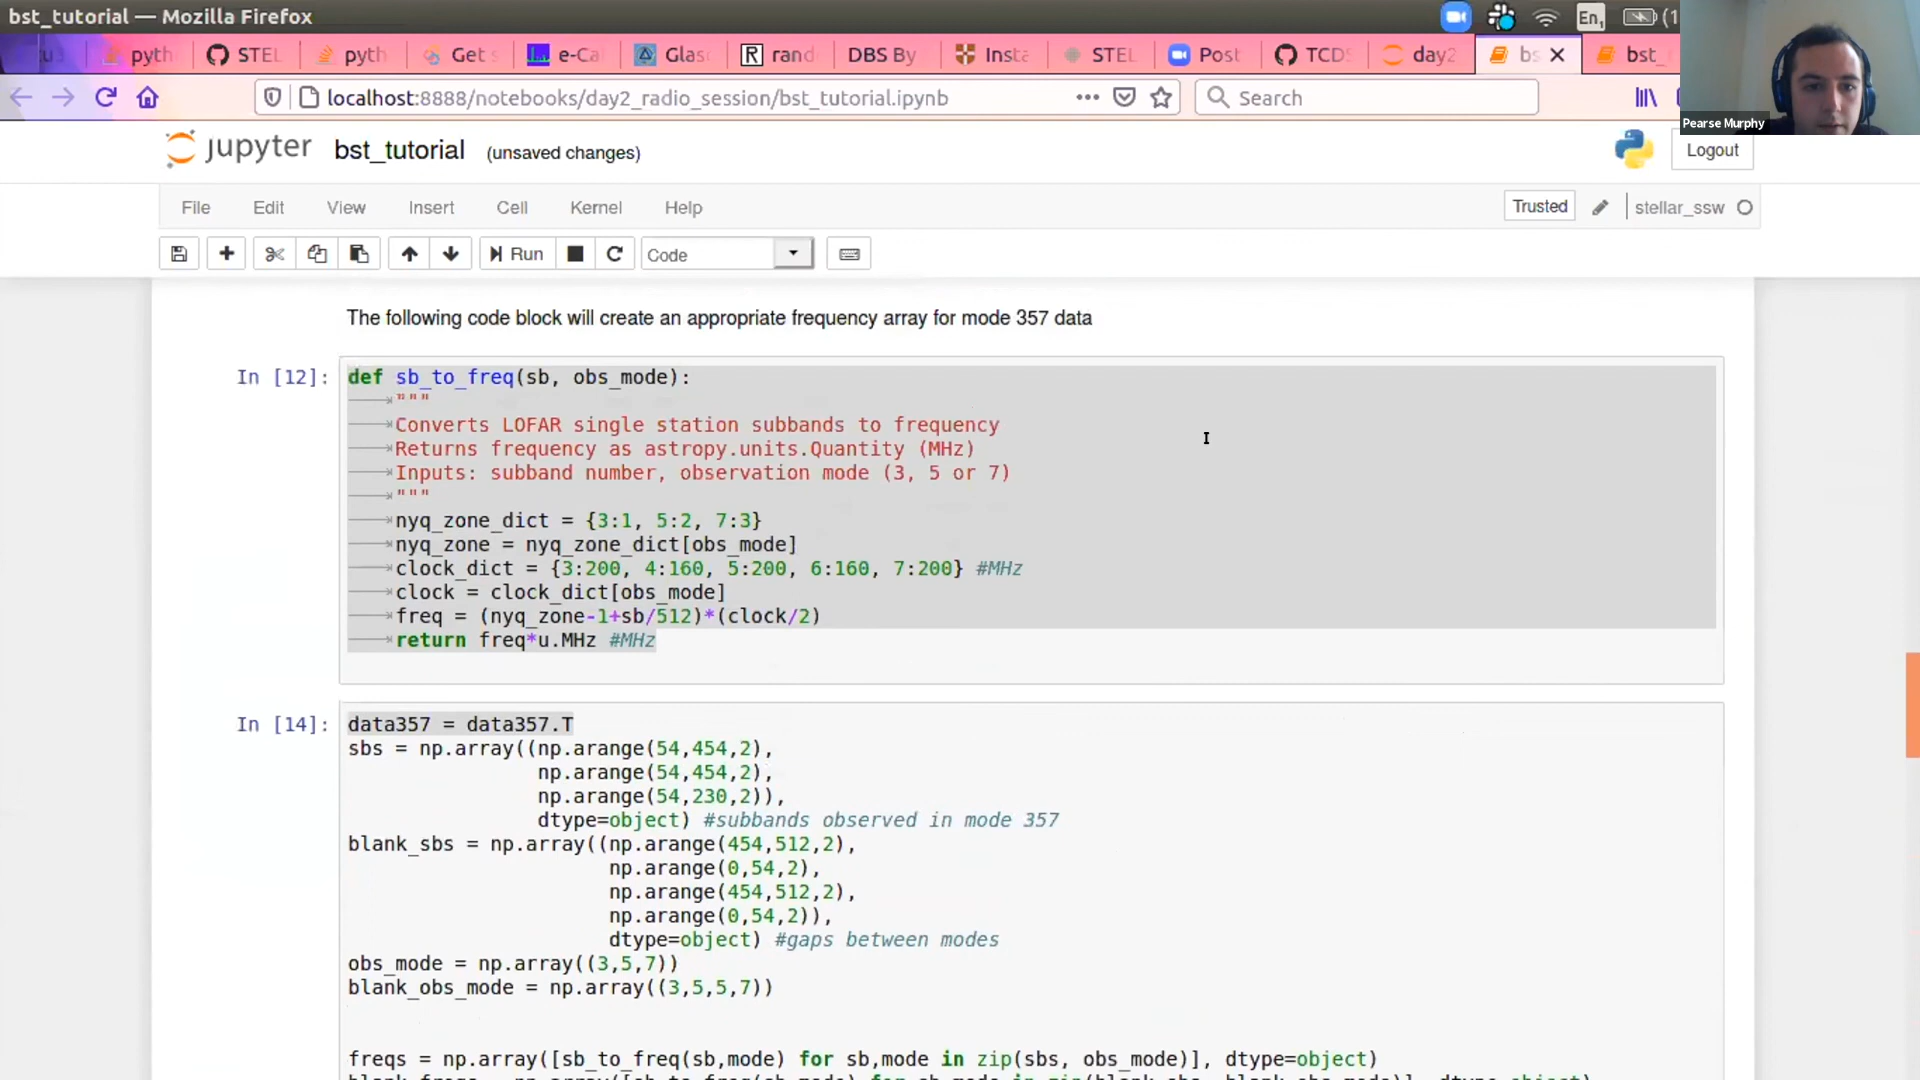 bst_tutorial — Mozilla Firefox
En1
(1
pyth
STEL
pyth
Get s
e-Ca
Glas
R rand
DBS By
Insta
STEL
Post
TCDS
day2
bs
bst_
localhost:8888/notebooks/day2_radio_session/bst_tutorial.ipynb
Search
Pearse Murphy
jupyter bst_tutorial (unsaved changes)
Logout
File Edit View Insert Cell Kernel Help
Trusted
stellar_ssw
Run
Code
The following code block will create an appropriate frequency array for mode 357 data
In [12]:
def sb_to_freq(sb, obs_mode):
"""
Converts LOFAR single station subbands to frequency
Returns frequency as astropy.units.Quantity (MHz)
Inputs: subband number, observation mode (3, 5 or 7)
"""
nyq_zone_dict = {3:1, 5:2, 7:3}
nyq_zone = nyq_zone_dict[obs_mode]
clock_dict = {3:200, 4:160, 5:200, 6:160, 7:200} #MHz
clock = clock_dict[obs_mode]
freq = (nyq_zone-1+sb/512)*(clock/2)
return freq*u.MHz #MHz
In [14]:
data357 = data357.T
sbs = np.array((np.arange(54,454,2),
np.arange(54,454,2),
np.arange(54,230,2)),
dtype=object) #subbands observed in mode 357
blank_sbs = np.array((np.arange(454,512,2),
np.arange(0,54,2),
np.arange(454,512,2),
np.arange(0,54,2)),
dtype=object) #gaps between modes
obs_mode = np.array((3,5,7))
blank_obs_mode = np.array((3,5,5,7))
freqs = np.array([sb_to_freq(sb,mode) for sb,mode in zip(sbs, obs_mode)], dtype=object)